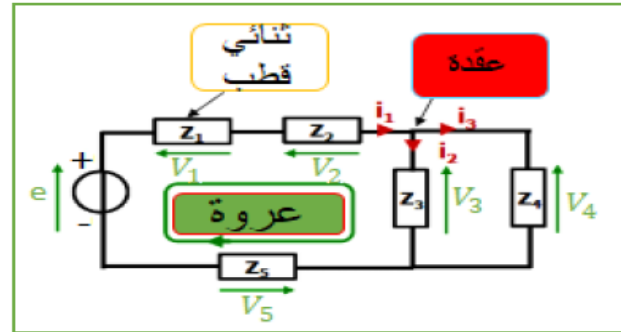 ثنائي
قطب
عقدة
i₁
i₃
i₂
Z₁
Z₂
V₁
V₂
+
e
-
عروة
Z₃
V₃
Z₄
V₄
Z₅
V₅